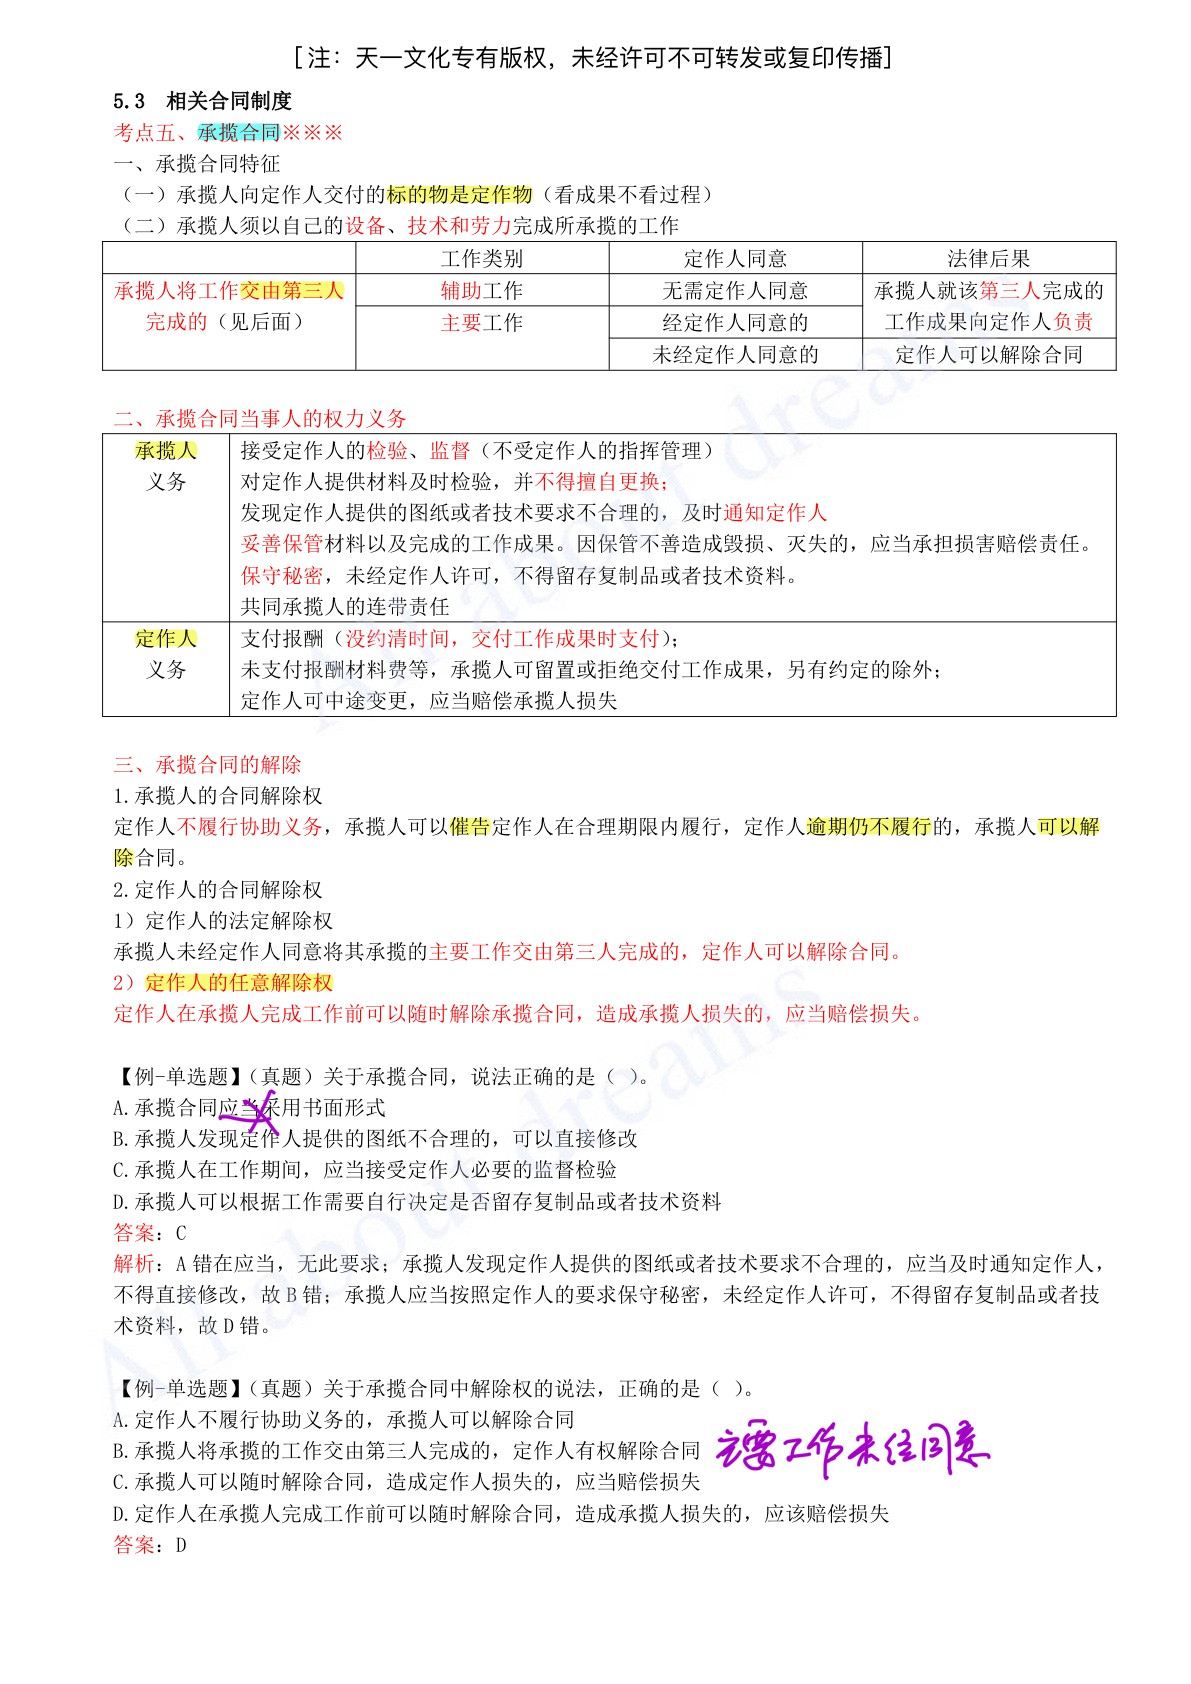 [注：天一文化专有版权，未经许可不可转发或复印传播]
5.3 相关合同制度
考点五、承揽合同※※※
一、承揽合同特征
（一）承揽人向定作人交付的标的物是定作物（看成果不看过程）
（二）承揽人须以自己的设备、技术和劳力完成所承揽的工作
工作类别 定作人同意 法律后果
承揽人将工作交由第三人 辅助工作 无需定作人同意 承揽人就该第三人完成的
完成的（见后面） 主要工作 经定作人同意的 工作成果向定作人负责
未经定作人同意的 定作人可以解除合同
二、承揽合同当事人的权力义务
承揽人 接受定作人的检验、监督（不受定作人的指挥管理）
义务 对定作人提供材料及时检验，并不得擅自更换；
发现定作人提供的图纸或者技术要求不合理的，及时通知定作人
妥善保管材料以及完成的工作成果。因保管不善造成毁损、灭失的，应当承担损害赔偿责任。
保守秘密，未经定作人许可，不得留存复制品或者技术资料。
共同承揽人的连带责任
定作人 支付报酬（没约清时间，交付工作成果时支付）；
义务 未支付报酬材料费等，承揽人可留置或拒绝交付工作成果，另有约定的除外；
定作人可中途变更，应当赔偿承揽人损失
三、承揽合同的解除
1.承揽人的合同解除权
定作人不履行协助义务，承揽人可以催告定作人在合理期限内履行，定作人逾期仍不履行的，承揽人可以解
除合同。
2.定作人的合同解除权
1）定作人的法定解除权
承揽人未经定作人同意将其承揽的主要工作交由第三人完成的，定作人可以解除合同。
2）定作人的任意解除权
定作人在承揽人完成工作前可以随时解除承揽合同，造成承揽人损失的，应当赔偿损失。
【例-单选题】（真题）关于承揽合同，说法正确的是（ ）。
A.承揽合同应当采用书面形式
B.承揽人发现定作人提供的图纸不合理的，可以直接修改
C.承揽人在工作期间，应当接受定作人必要的监督检验
D.承揽人可以根据工作需要自行决定是否留存复制品或者技术资料
答案：C
解析：A 错在应当，无此要求；承揽人发现定作人提供的图纸或者技术要求不合理的，应当及时通知定作人，
不得直接修改，故 B 错；承揽人应当按照定作人的要求保守秘密，未经定作人许可，不得留存复制品或者技
术资料，故 D 错。
【例-单选题】（真题）关于承揽合同中解除权的说法，正确的是（ ）。
A.定作人不履行协助义务的，承揽人可以解除合同
B.承揽人将承揽的工作交由第三人完成的，定作人有权解除合同 主要工作未经同意
C.承揽人可以随时解除合同，造成定作人损失的，应当赔偿损失
D.定作人在承揽人完成工作前可以随时解除合同，造成承揽人损失的，应该赔偿损失
答案：D
All about dreams
All about dreams